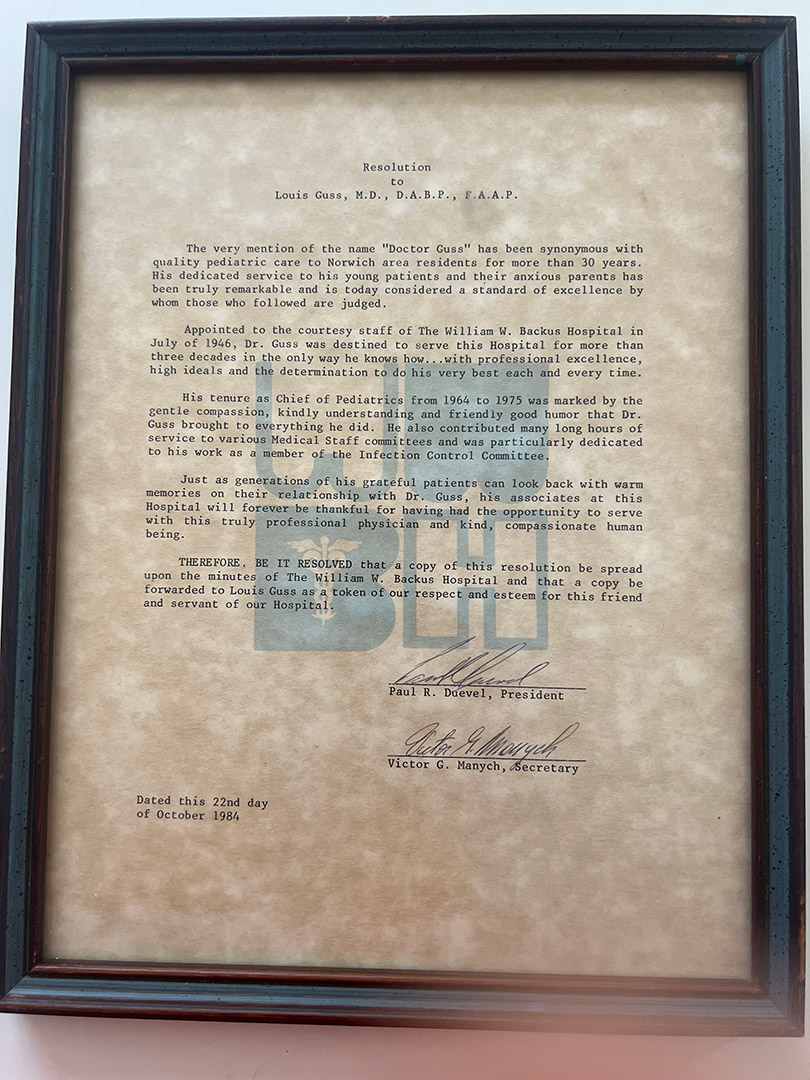 Resolution
to
Louis Guss, M.D., D.A.B.P., F.A.A.P.
The very mention of the name "Doctor Guss" has been synonymous with
quality pediatric care to Norwich area residents for more than 30 years.
His dedicated service to his young patients and their anxious parents has
been truly remarkable and is today considered a standard of excellence by
whom those who followed are judged.
Appointed to the courtesy staff of The William W. Backus Hospital in
July of 1946, Dr. Guss was destined to serve this Hospital for more than
three decades in the only way he knows how...with professional excellence,
high ideals and the determination to do his very best each and every time.
His tenure as Chief of Pediatrics from 1964 to 1975 was marked by the
gentle compassion, kindly understanding and friendly good humor that Dr.
Guss brought to everything he did. He also contributed many long hours of
service to various Medical Staff committees and was particularly dedicated
to his work as a member of the Infection Control Committee.
Just as generations of his grateful patients can look back with warm
memories on their relationship with Dr. Guss, his associates at this
Hospital will forever be thankful for having had the opportunity to serve
with this truly professional physician and kind, compassionate human
being.
THEREFORE, BE IT RESOLVED that a copy of this resolution be spread
upon the minutes of The William W. Backus Hospital and that a copy be
forwarded to Louis Guss as a token of our respect and esteem for this friend
and servant of our Hospital.
WB
BH
Paul R. Duevel, President
Victor G. Manych
Victor G. Manych, Secretary
Dated this 22nd day
of October 1984